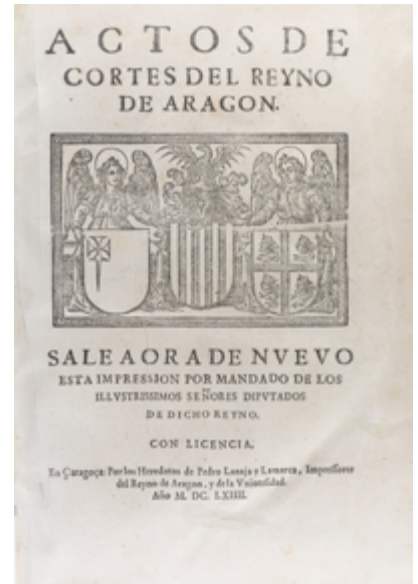 ACTOS DE
CORTES DEL REYNO
DE ARAGON.
SALE AORA DE NVEVO
ESTA IMPRESSION POR MANDADO DE LOS
ILLVSTRISSIMOS SEÑORES DIPVTADOS
DE DICHO REYNO.
CON LICENCIA.
En Çaragoça: Por los Herederos de Pedro Lanaja y Lamarca, Impressores
del Reyno de Aragon, y de la Vniuersidad.
Año M. DC. LXIIII.